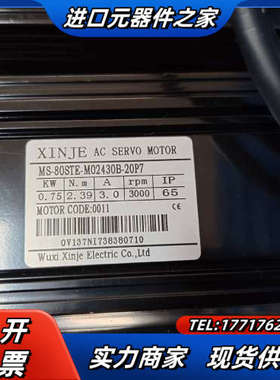 进口元器件之家
XINJE AC SERVO MOTOR
MS-80STE-M02430B-20P7
KW N.m A rpm IP
0.75 2.39 3.0 3000 65
MOTOR CODE:0011 CE
0V137N1738380710
Wuxi Xinje Electric Co.,Ltd
开
票
TEL:17717762
实力商家 现货供